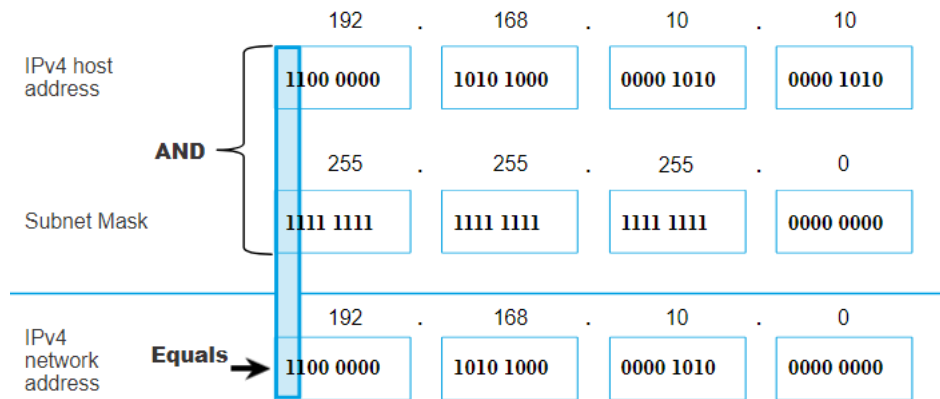 192 . 168 . 10 . 10
IPv4 host
address
1100 0000 1010 1000 0000 1010 0000 1010
AND
255 . 255 . 255 . 0
Subnet Mask
1111 1111 1111 1111 1111 1111 0000 0000
192 . 168 . 10 . 0
IPv4
network
address
Equals
1100 0000 1010 1000 0000 1010 0000 0000